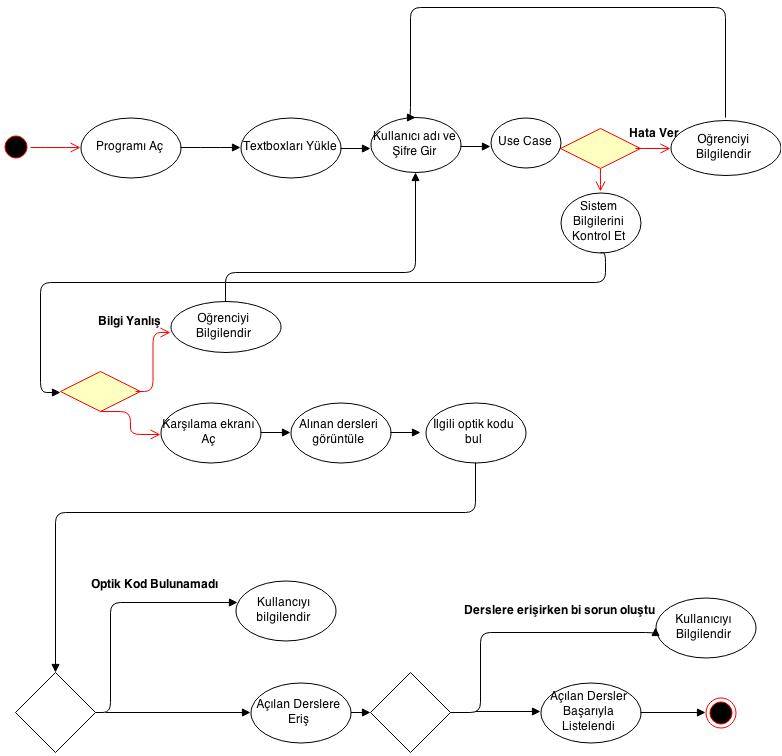 Programı Aç
Textboxları Yükle
Kullanıcı adı ve
Şifre Gir
Use Case
Hata Ver
Oğrenciyi
Bilgilendir
Sistem
Bilgilerini
Kontrol Et
Bilgi Yanlış
Oğrenciyi
Bilgilendir
Karşılama ekranı
Aç
Alınan dersleri
görüntüle
İlgili optik kodu
bul
Optik Kod Bulunamadı
Kullancıyı
bilgilendir
Derslere erişirken bi sorun oluştu
Kullanıcıyı
Bilgilendir
Açılan Derslere
Eriş
Açılan Dersler
Başarıyla
Listelendi